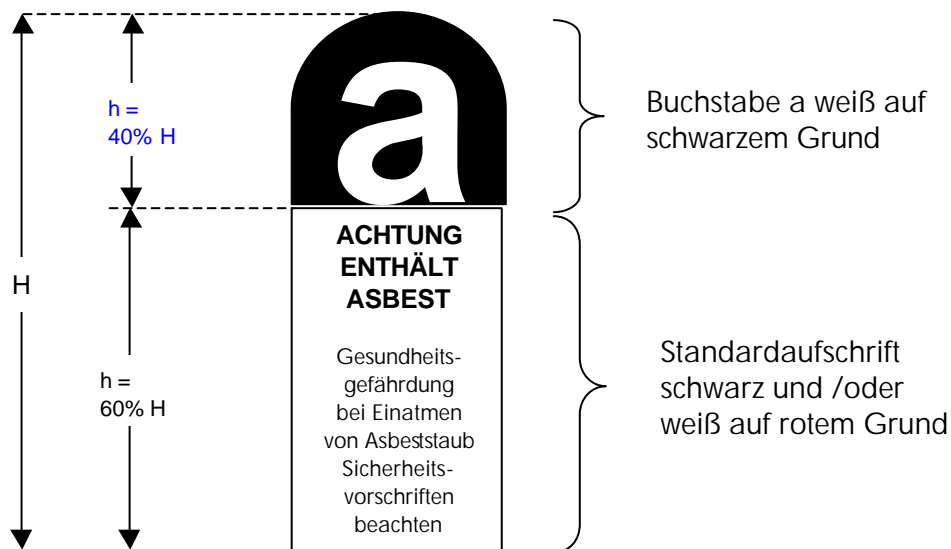 h =
40% H
H
h =
60% H
a
ACHTUNG
ENTHÄLT
ASBEST
Gesundheits-
gefährdung
bei Einatmen
von Asbeststaub
Sicherheits-
vorschriften
beachten
Buchstabe a weiß auf
schwarzem Grund
Standardaufschrift
schwarz und /oder
weiß auf rotem Grund